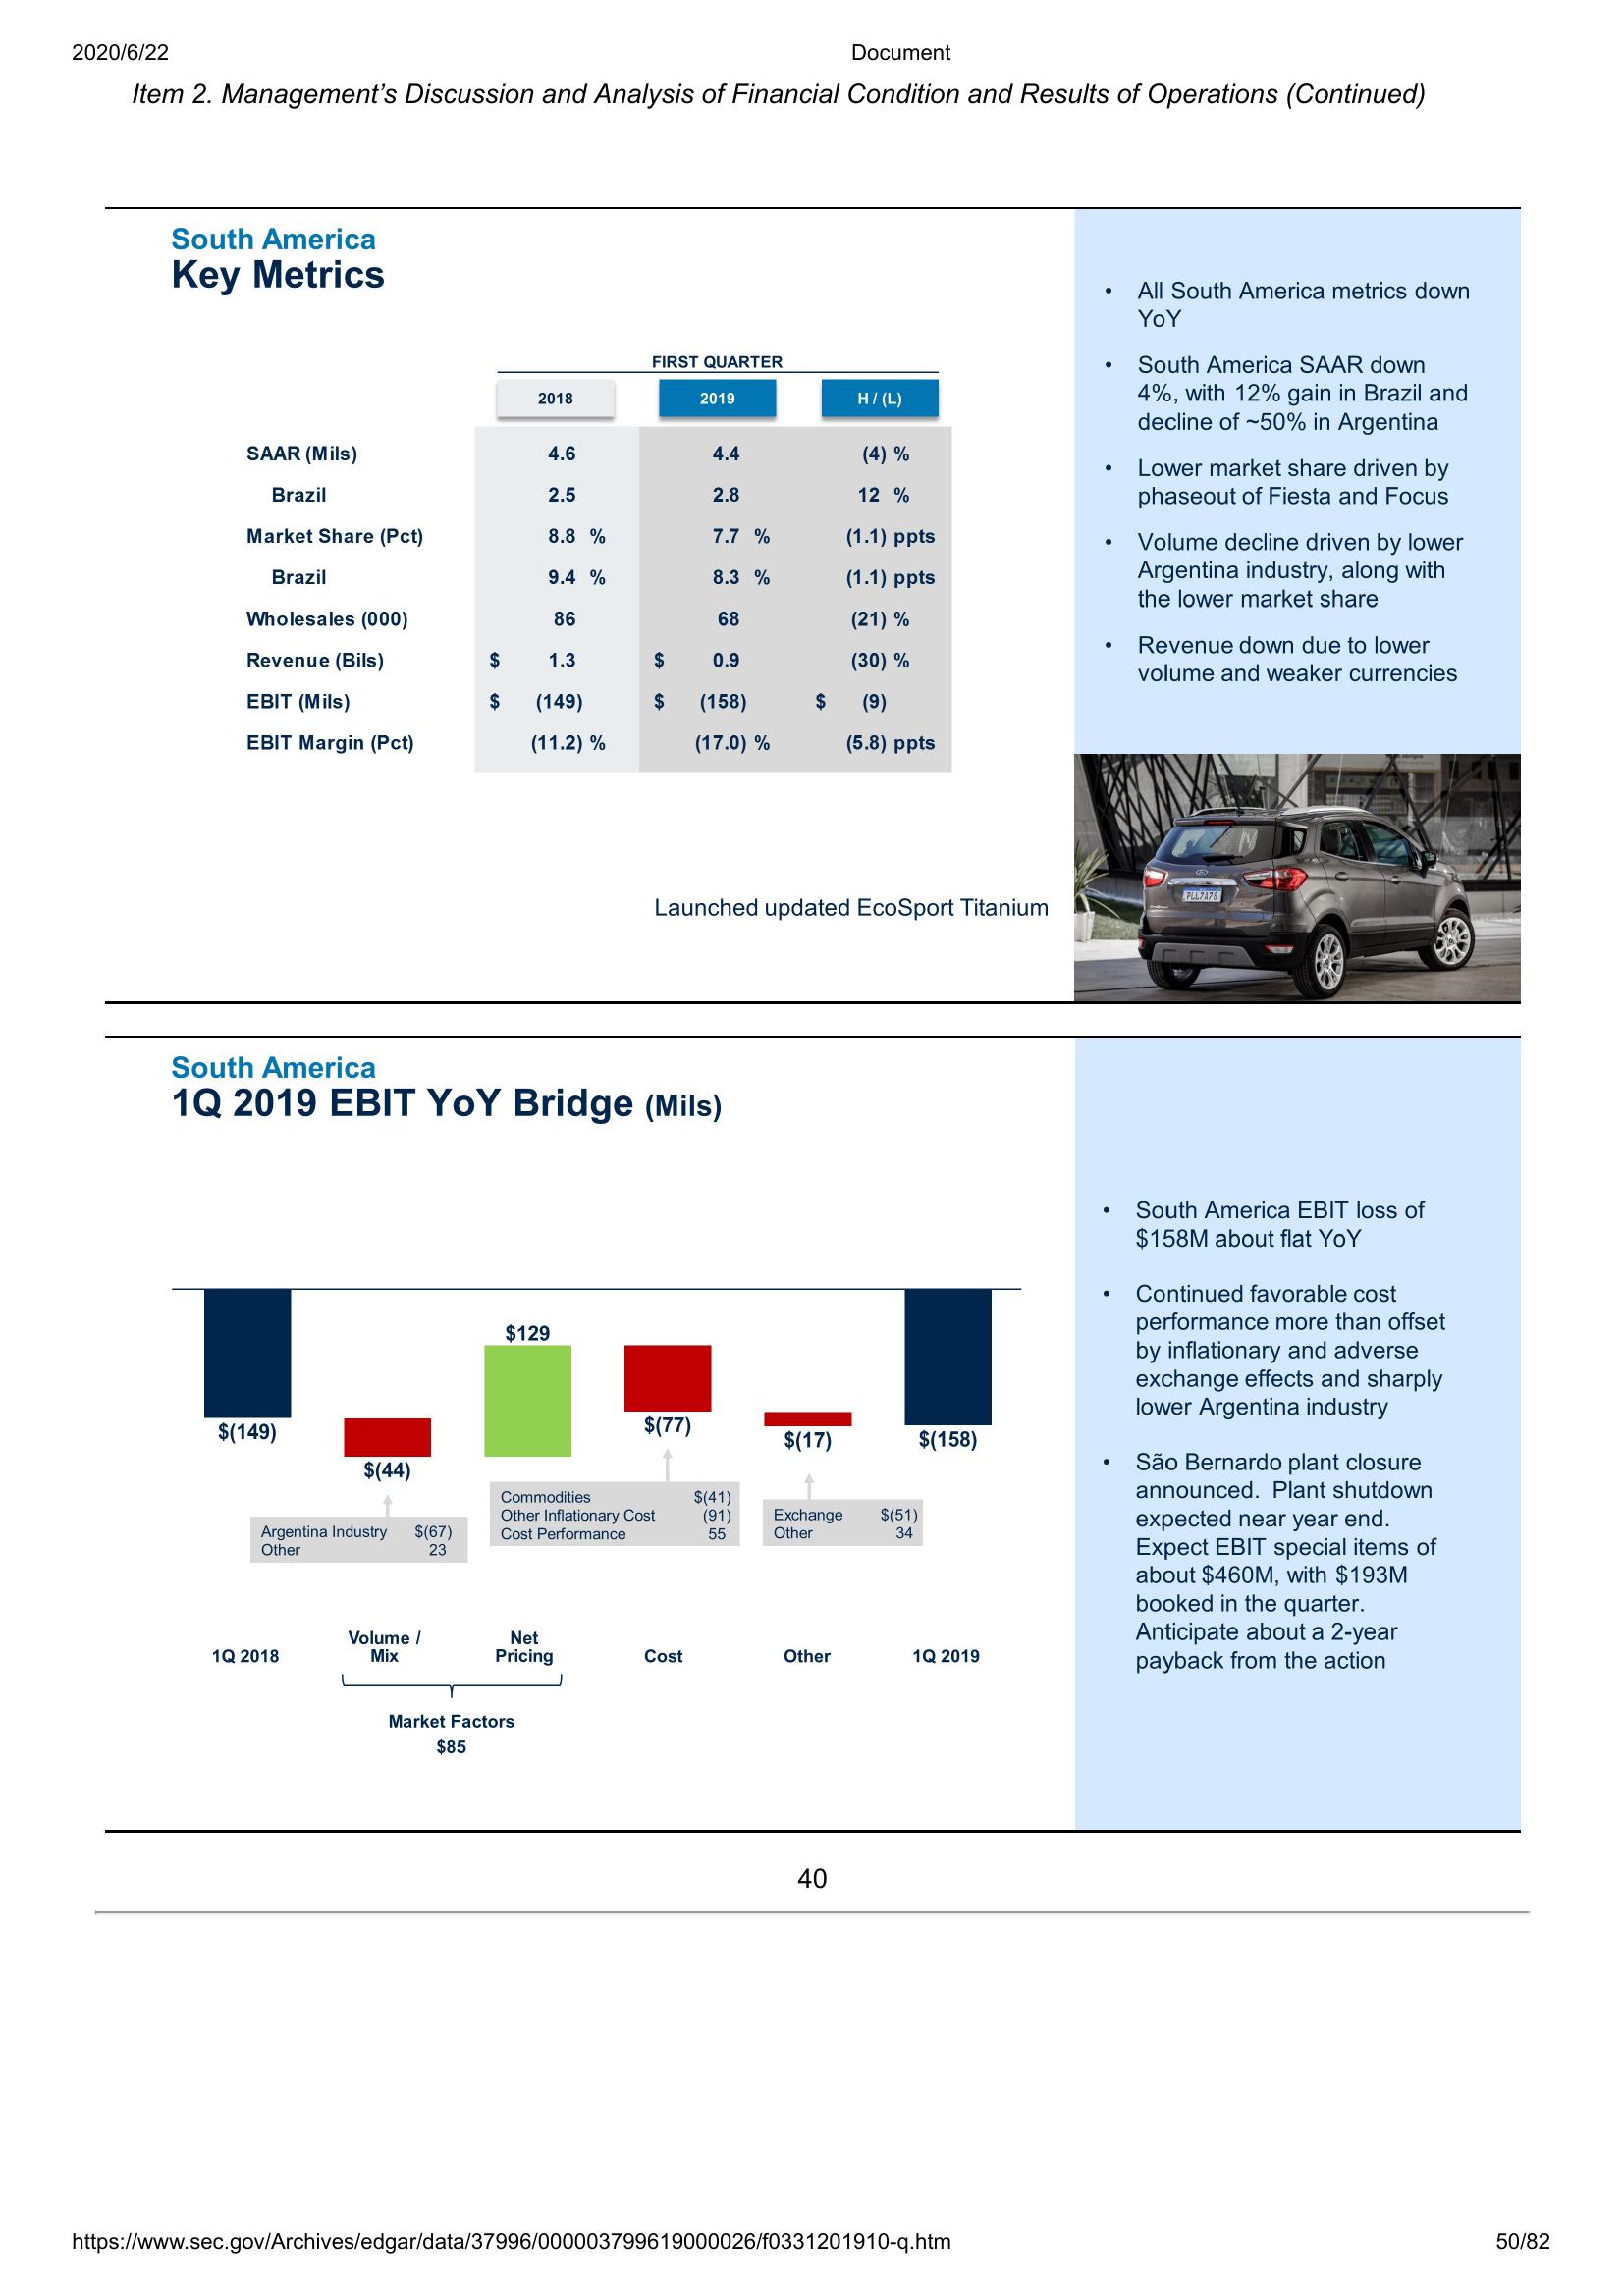 2020/6/22 Document
Item 2. Management’s Discussion and Analysis of Financial Condition and Results of Operations (Continued)
South America
Key Metrics
FIRST QUARTER
2018 2019 H / (L)
SAAR (Mils) 4.6 4.4 (4) %
Brazil 2.5 2.8 12 %
Market Share (Pct) 8.8 % 7.7 % (1.1) ppts
Brazil 9.4 % 8.3 % (1.1) ppts
Wholesales (000) 86 68 (21) %
Revenue (Bils) $ 1.3 $ 0.9 (30) %
EBIT (Mils) $ (149) $ (158) $ (9)
EBIT Margin (Pct) (11.2) % (17.0) % (5.8) ppts
• All South America metrics down
YoY
• South America SAAR down
4%, with 12% gain in Brazil and
decline of ~50% in Argentina
• Lower market share driven by
phaseout of Fiesta and Focus
• Volume decline driven by lower
Argentina industry, along with
the lower market share
• Revenue down due to lower
volume and weaker currencies
Launched updated EcoSport Titanium
South America
1Q 2019 EBIT YoY Bridge (Mils)
$(149)
$(44)
$129
$(77)
$(17)
$(158)
Argentina Industry $(67)
Other 23
Commodities $(41)
Other Inflationary Cost (91)
Cost Performance 55
Exchange $(51)
Other 34
1Q 2018
Volume /
Mix
Net
Pricing
Cost
Other
1Q 2019
Market Factors
$85
• South America EBIT loss of
$158M about flat YoY
• Continued favorable cost
performance more than offset
by inflationary and adverse
exchange effects and sharply
lower Argentina industry
• São Bernardo plant closure
announced. Plant shutdown
expected near year end.
Expect EBIT special items of
about $460M, with $193M
booked in the quarter.
Anticipate about a 2-year
payback from the action
40
https://www.sec.gov/Archives/edgar/data/37996/000003799619000026/f0331201910-q.htm 50/82